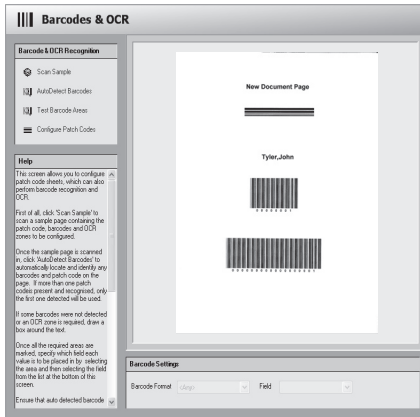 Barcodes & OCR
Barcode & OCR Recognition
Scan Sample
AutoDetect Barcodes
Test Barcode Areas
Configure Patch Codes
Help
This screen allows you to configure
patch code sheets, which can also
perform barcode recognition and
OCR.
First of all, click 'Scan Sample' to
scan a sample page containing the
patch code, barcodes and OCR
zones to be configured.
Once the sample page is scanned
in, click 'AutoDetect Barcodes' to
automatically locate and identify any
barcodes and patch code on the
page. If more than one patch
codeis present and recognised, only
the first one detected will be used.
If some barcodes were not detected
or an OCR zone is required, draw a
box around the text.
Once all the required areas are
marked, specify which field each
value is to be placed in by selecting
the area and then selecting the field
from the list at the bottom of this
screen.
Ensure that auto detected barcode
New Document Page
Tyler,John
Barcode Settings
Barcode Format <Any> Field